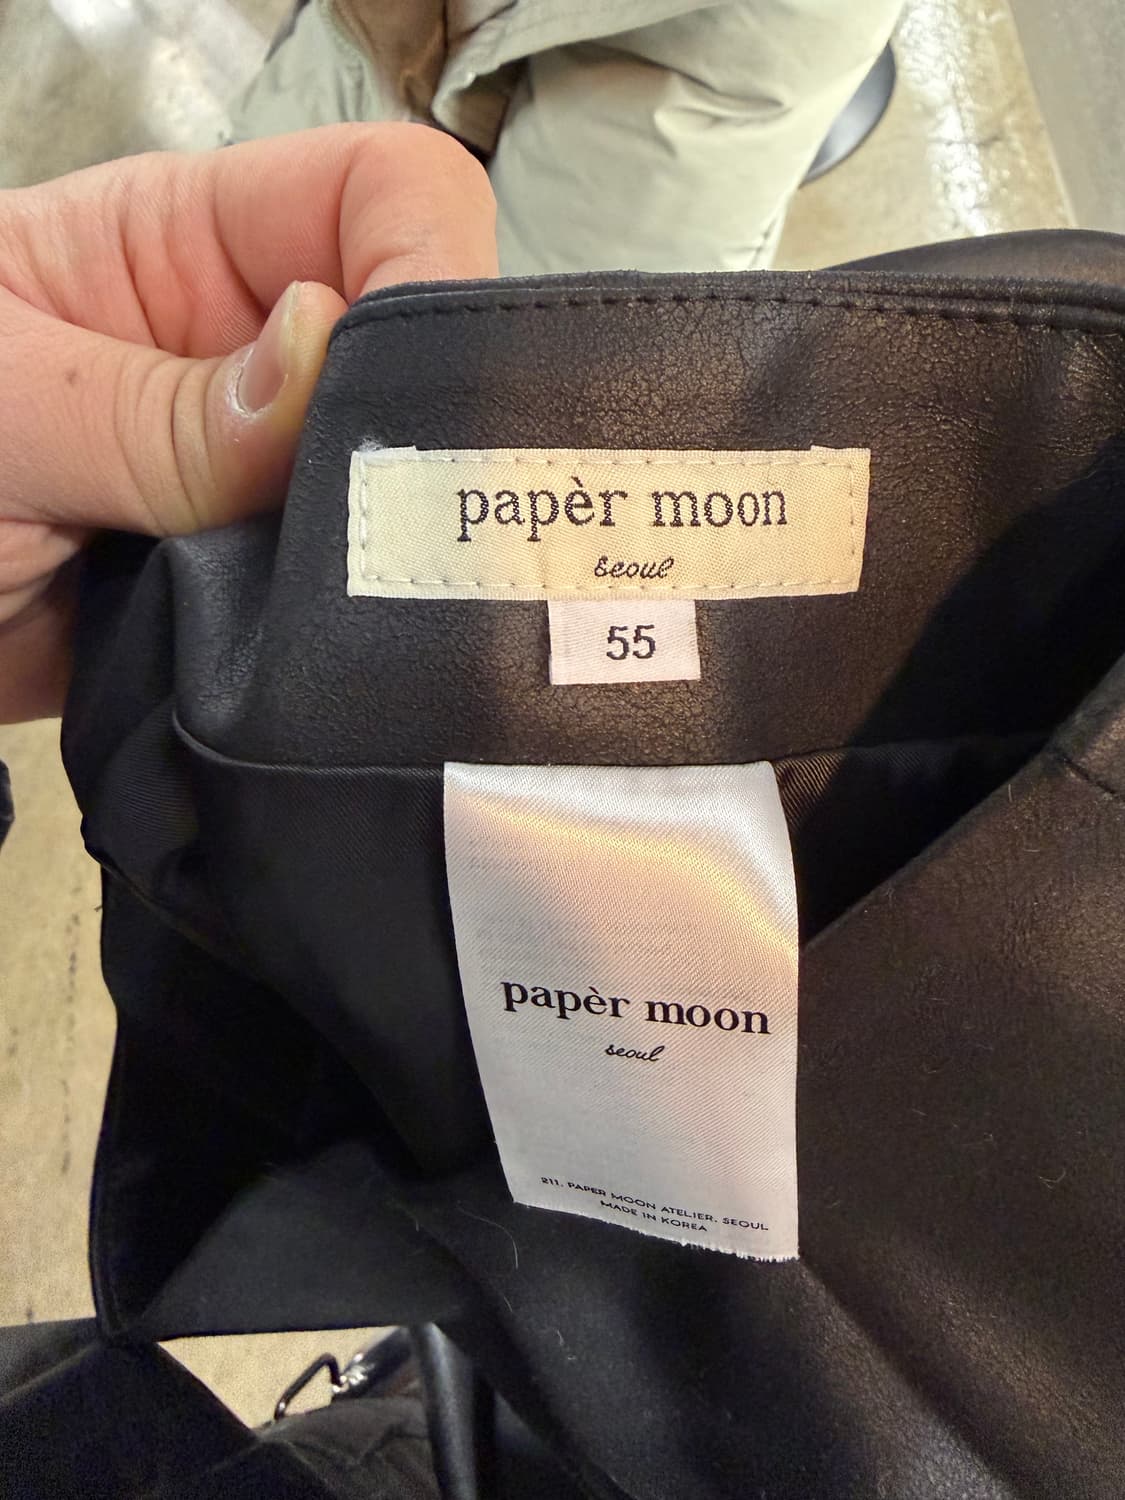 papèr moon
seoul
55
papèr moon
seoul
211. PAPER MOON ATELIER. SEOUL
MADE IN KOREA